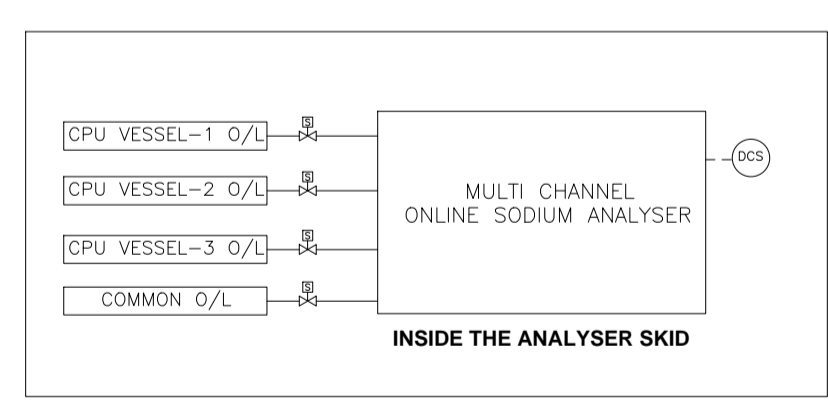 CPU VESSEL-1 O/L
S
CPU VESSEL-2 O/L
S
CPU VESSEL-3 O/L
S
COMMON O/L
S
MULTI CHANNEL
ONLINE SODIUM ANALYSER
DCS
INSIDE THE ANALYSER SKID